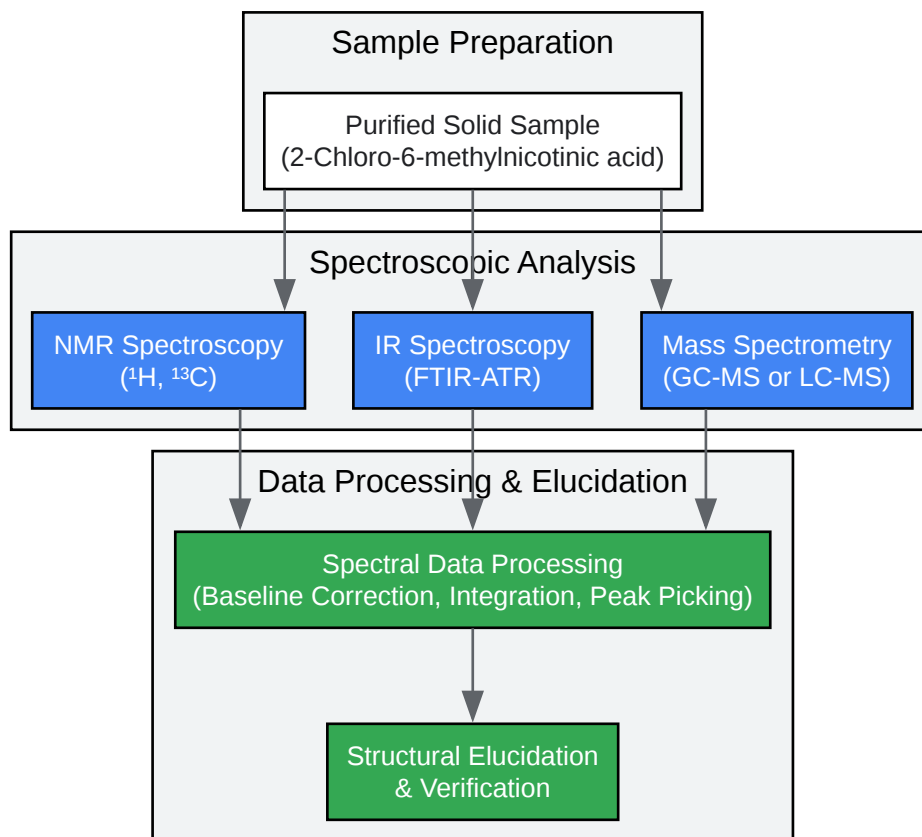 Sample Preparation
Purified Solid Sample
(2-Chloro-6-methylnicotinic acid)
Spectroscopic Analysis
NMR Spectroscopy
(¹H, ¹³C)
IR Spectroscopy
(FTIR-ATR)
Mass Spectrometry
(GC-MS or LC-MS)
Data Processing & Elucidation
Spectral Data Processing
(Baseline Correction, Integration, Peak Picking)
Structural Elucidation
& Verification